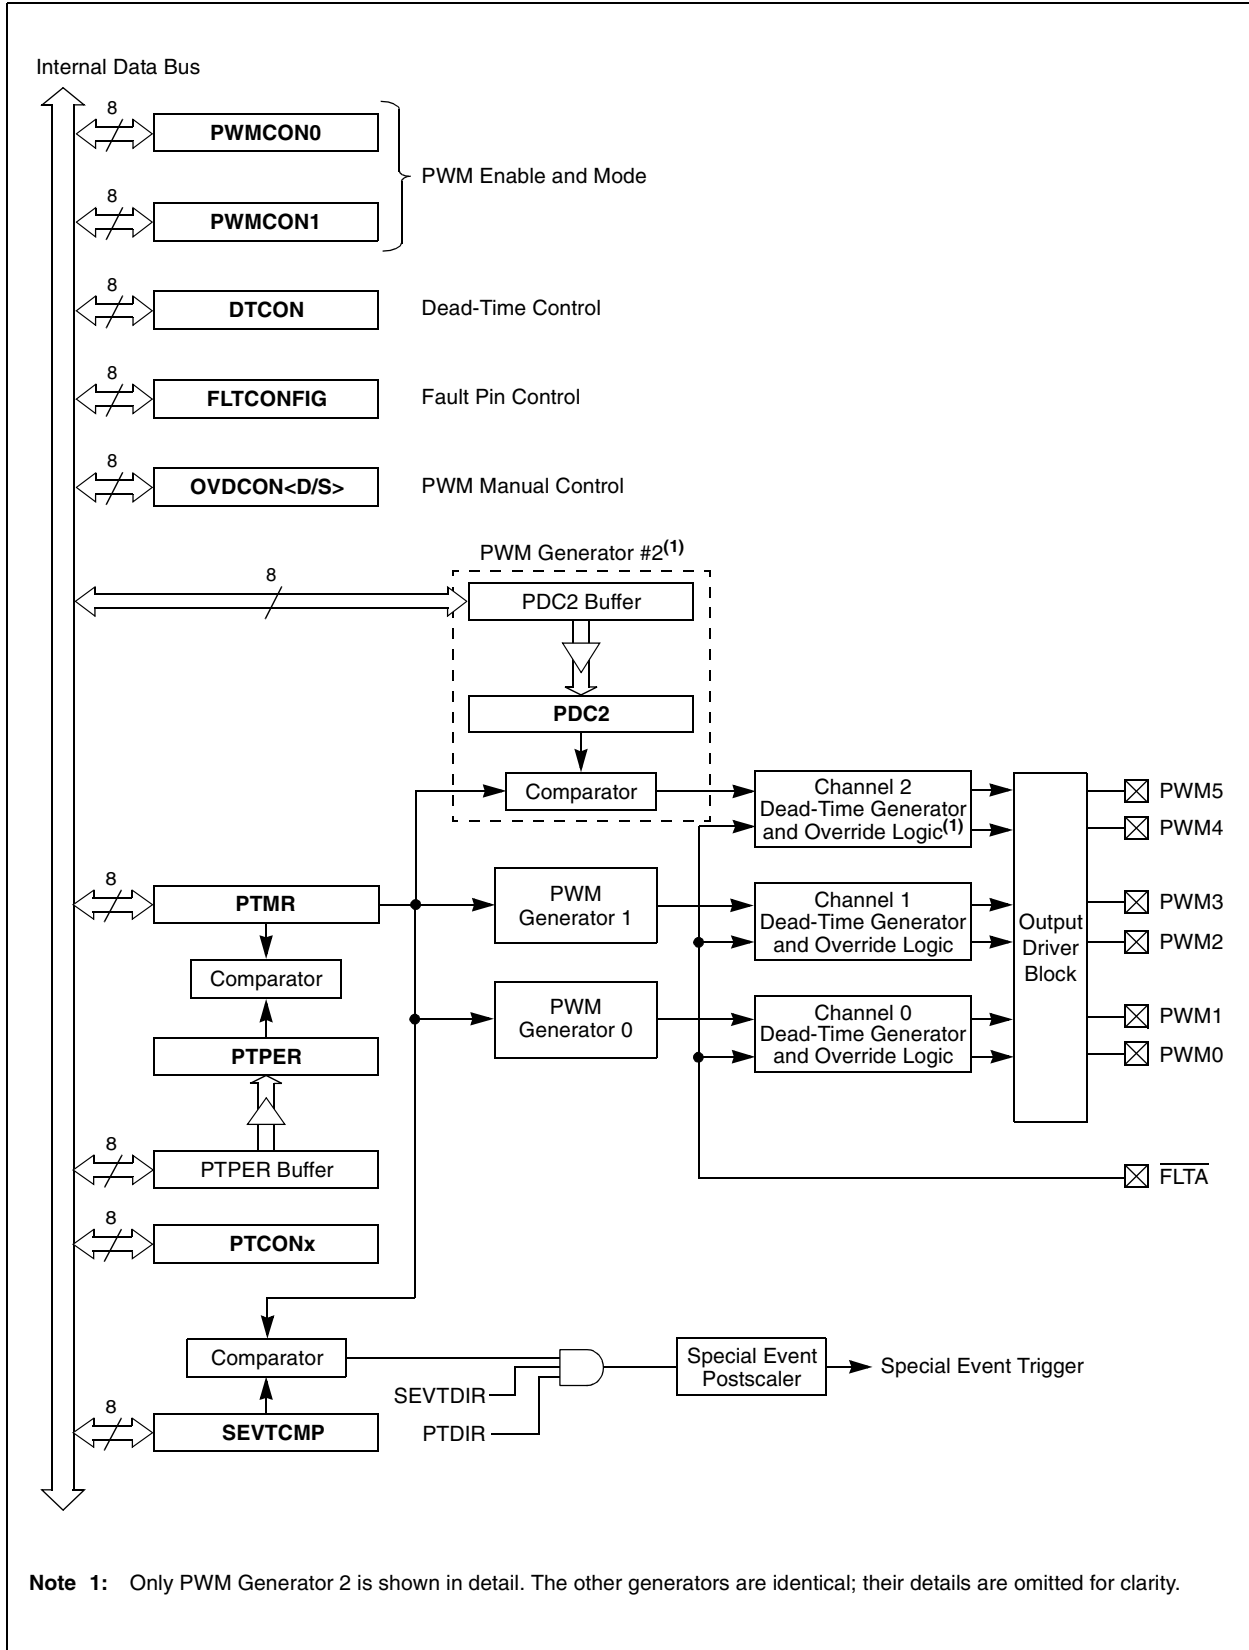 Internal Data Bus
8
PWMCON0
PWM Enable and Mode
8
PWMCON1
8
DTCON
Dead-Time Control
8
FLTCONFIG
Fault Pin Control
8
OVDCON<D/S>
PWM Manual Control
PWM Generator #2(1)
8
PDC2 Buffer
PDC2
Comparator
Channel 2
Dead-Time Generator
and Override Logic(1)
PWM5
PWM4
8
PTMR
PWM
Generator 1
Channel 1
Dead-Time Generator
and Override Logic
Output
Driver
Block
PWM3
PWM2
Comparator
PWM
Generator 0
Channel 0
Dead-Time Generator
and Override Logic
PWM1
PWM0
PTPER
8
PTPER Buffer
FLTA
8
PTCONx
Comparator
Special Event
Postscaler
Special Event Trigger
SEVTDIR
8
SEVTCMP
PTDIR
Note 1: Only PWM Generator 2 is shown in detail. The other generators are identical; their details are omitted for clarity.